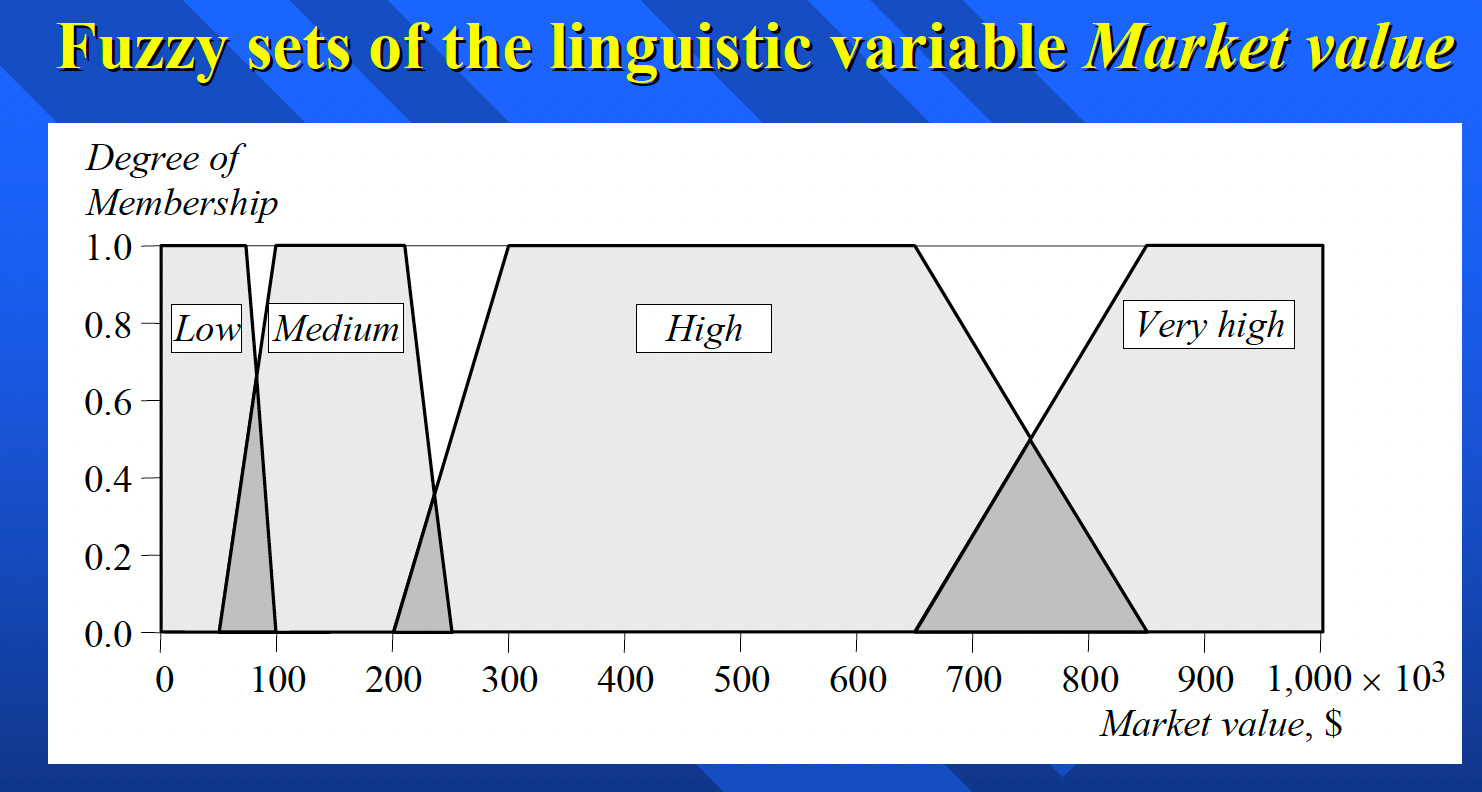 Fuzzy sets of the linguistic variable Market value
Degree of
Membership
1.0
0.8
0.6
0.4
0.2
0.0
Low
Medium
High
Very high
0 100 200 300 400 500 600 700 800 900 1,000 × 10³
Market value, $